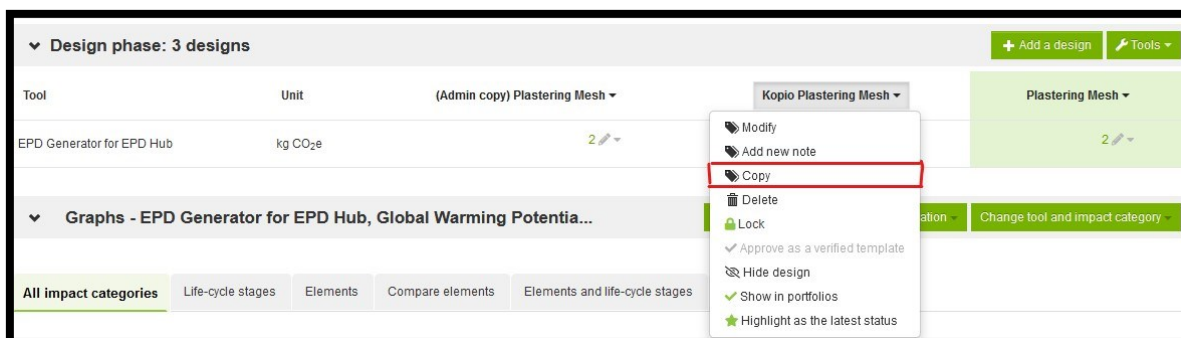 Design phase: 3 designs
Add a design
Tools
Tool
Unit
(Admin copy) Plastering Mesh
Kopio Plastering Mesh
Plastering Mesh
EPD Generator for EPD Hub
kg CO₂e
2
2
Modify
Add new note
Copy
Delete
Lock
Approve as a verified template
Hide design
Show in portfolios
Highlight as the latest status
Graphs - EPD Generator for EPD Hub, Global Warming Potentia...
Change tool and impact category
All impact categories
Life-cycle stages
Elements
Compare elements
Elements and life-cycle stages